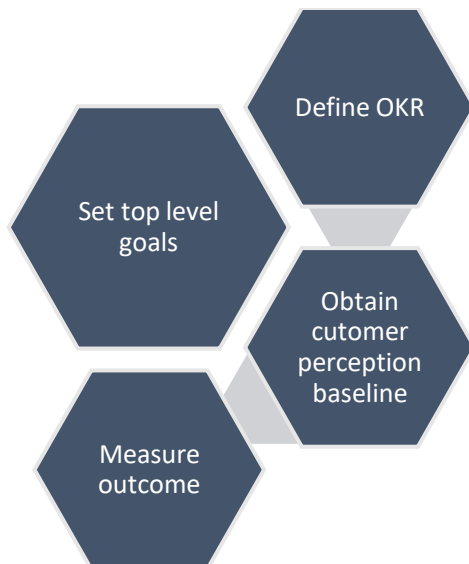 Define OKR
Set top level
goals
Obtain
cutomer
perception
baseline
Measure
outcome